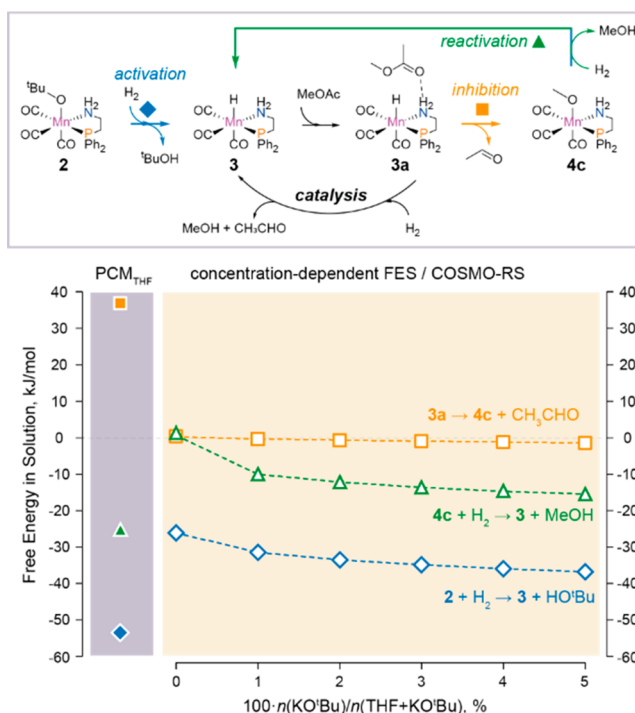 reactivation ▲
MeOH
H2
tBu
activation
H2
inhibition
O
H2
N
OC
Mn
OC
P
CO Ph2
2
tBuOH
H
H2
N
OC
Mn
OC
P
CO Ph2
3
MeOAc
O
O
H
H2
N
OC
Mn
OC
P
CO Ph2
3a
O
O
H2
N
OC
Mn
OC
P
CO Ph2
4c
catalysis
MeOH + CH3CHO
H2
PCMTHF
concentration-dependent FES / COSMO-RS
Free Energy in Solution, kJ/mol
40 40
30 30
20 20
10 10
0 0
-10 -10
-20 -20
-30 -30
-40 -40
-50 -50
-60 -60
3a → 4c + CH3CHO
4c + H2 → 3 + MeOH
2 + H2 → 3 + HOtBu
0 1 2 3 4 5
100·n(KOtBu)/n(THF+KOtBu), %